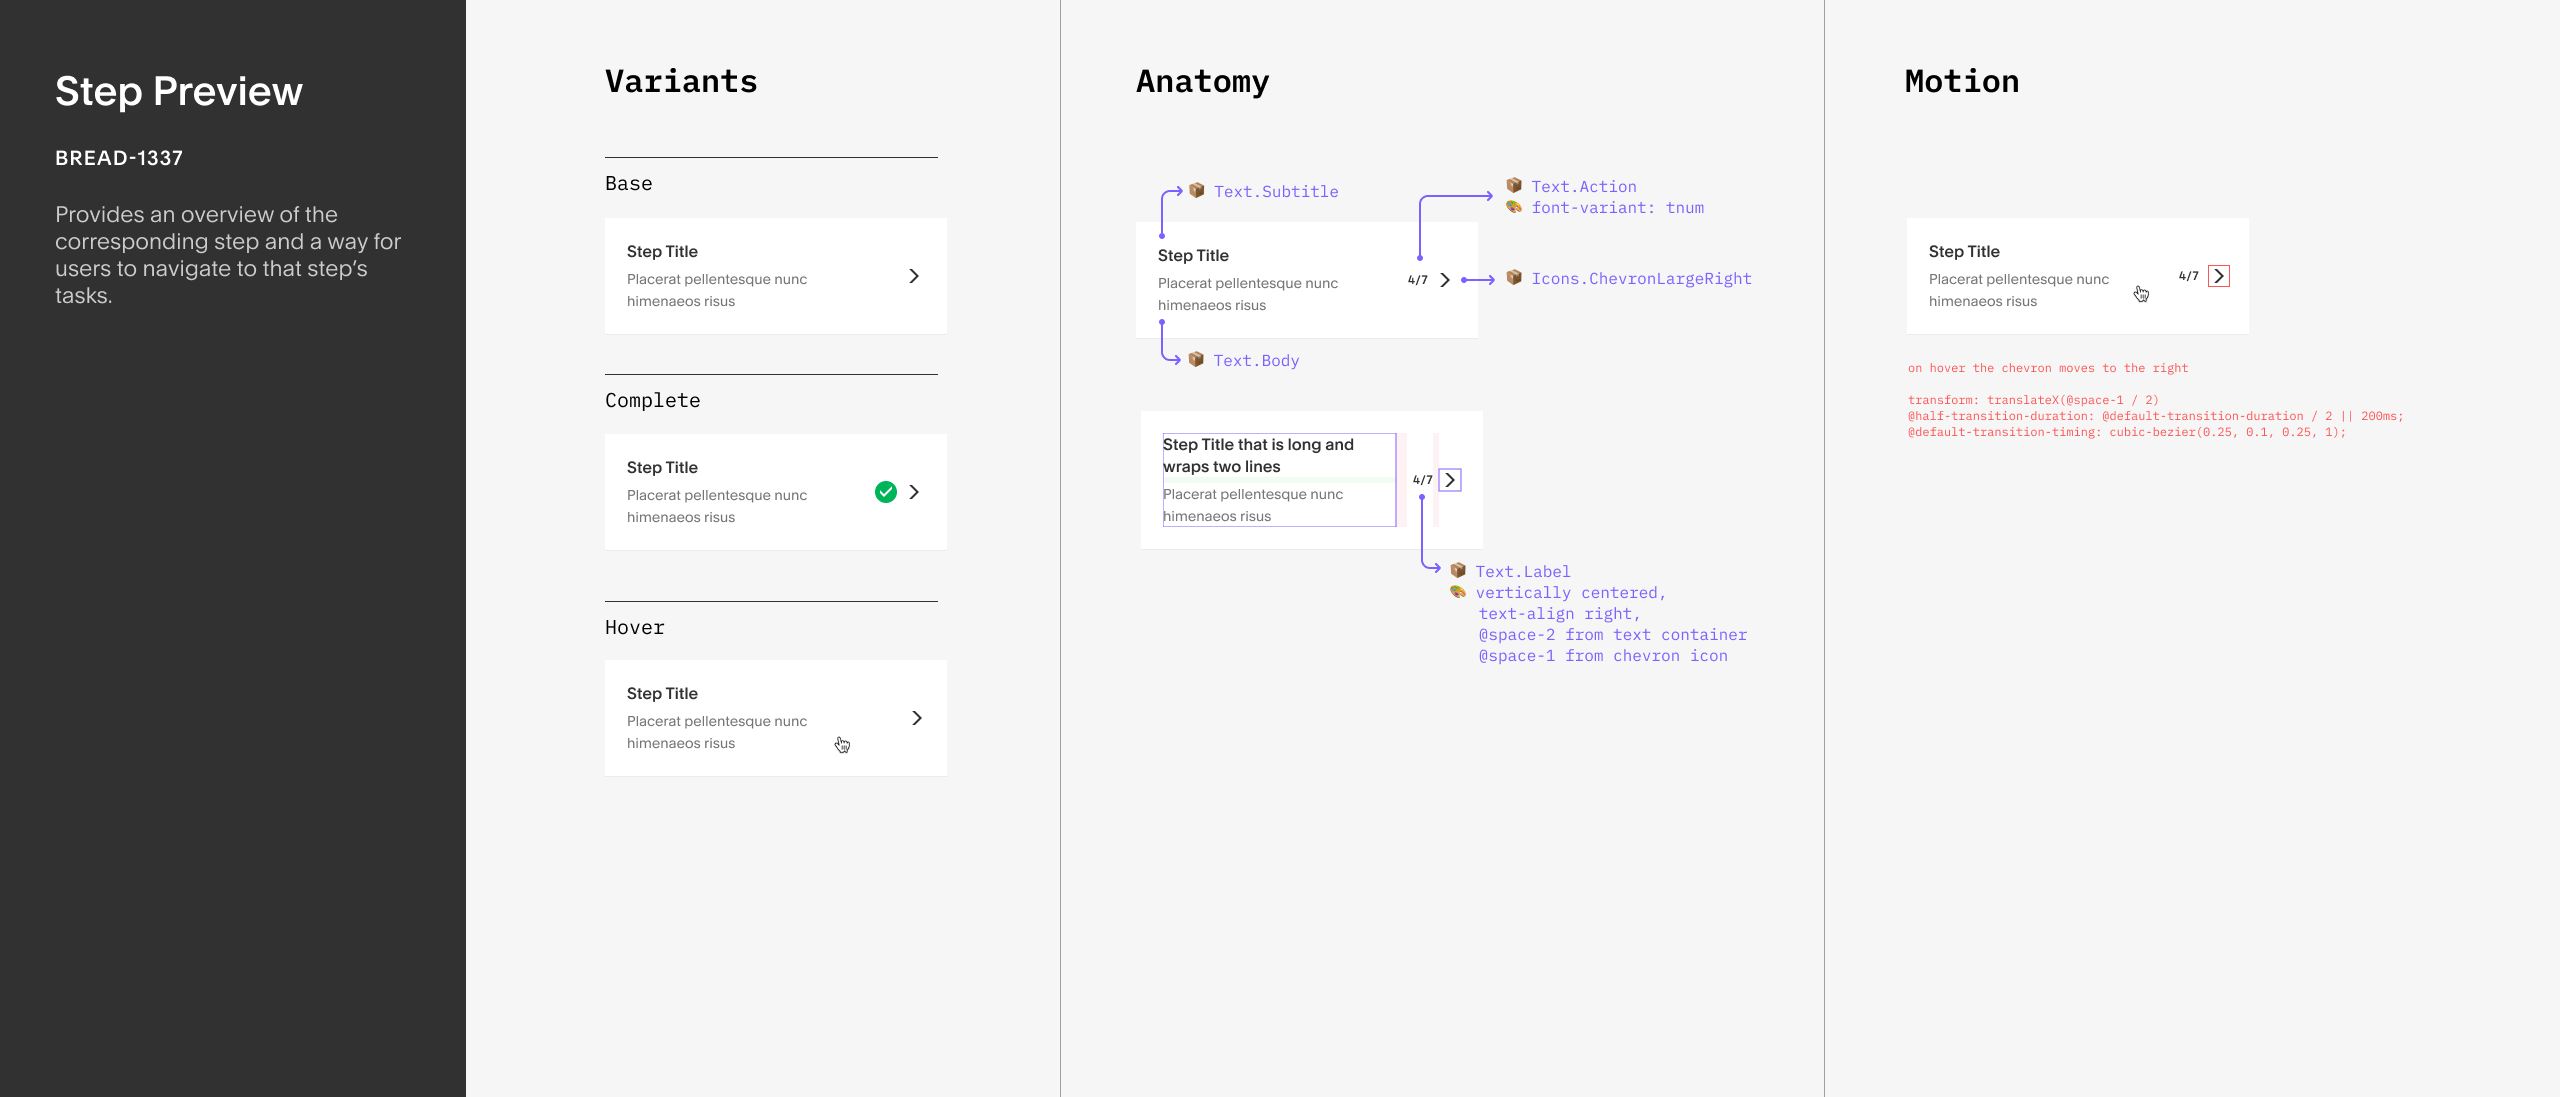 Step Preview
BREAD-1337
Provides an overview of the
corresponding step and a way for
users to navigate to that step's
tasks.
Variants
Base
Step Title
Placerat pellentesque nunc
himenaeos risus
Complete
Step Title
Placerat pellentesque nunc
himenaeos risus
Hover
Step Title
Placerat pellentesque nunc
himenaeos risus
Anatomy
Text.Subtitle
Text.Action
font-variant: tnum
Step Title
Placerat pellentesque nunc
himenaeos risus
4/7
Icons.ChevronLargeRight
Text.Body
Step Title that is long and
wraps two lines
Placerat pellentesque nunc
himenaeos risus
4/7
Text.Label
vertically centered,
text-align right,
@space-2 from text container
@space-1 from chevron icon
Motion
Step Title
Placerat pellentesque nunc
himenaeos risus
4/7
on hover the chevron moves to the right
transform: translateX(@space-1 / 2)
@half-transition-duration: @default-transition-duration / 2 || 200ms;
@default-transition-timing: cubic-bezier(0.25, 0.1, 0.25, 1);